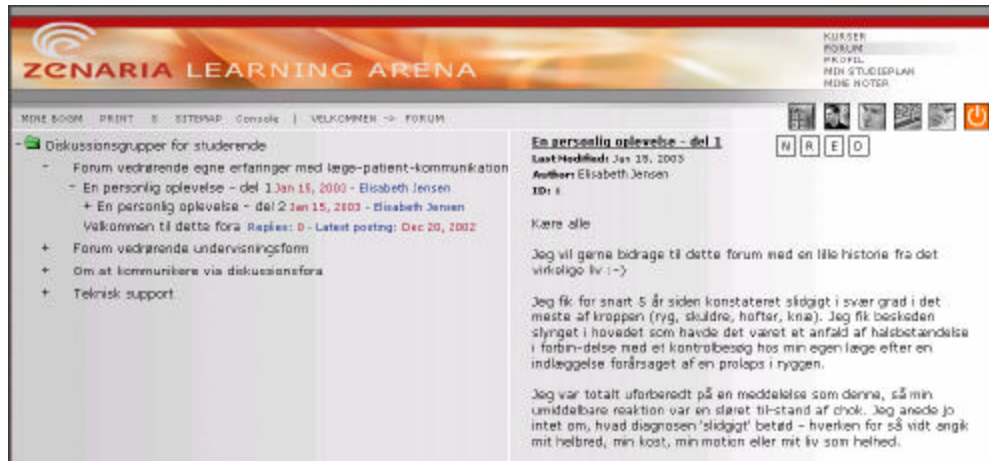 ZENARIA LEARNING ARENA
KURSER
FORUM
PROFIL
MIN STUDIEPLAN
MINE NOTER
PRINT
SITEMAP Console | VELKOMMEN -> FORUM
- Diskussionsgrupper for studerende
- Forum vedrørende egne erfaringer med læge-patient-kommunikation
- En personlig oplevelse - del 1 Jan 15, 2003 - Elisabeth Jensen
+ En personlig oplevelse - del 2 Jan 15, 2003 - Elisabeth Jensen
Velkommen til dette fora Replies: 0 - Latest posting: Dec 20, 2002
+ Forum vedrørende undervisningsform
+ Om at kommunikere via diskussionsfora
+ Teknisk support
En personlig oplevelse - del 1
N R E D
Last Modified: Jan 15, 2003
Author: Elisabeth Jensen
ID:
Kære alle
Jeg vil gerne bidrage til dette forum med en lille historie fra det
virkelige liv :-)
Jeg fik for snart 5 år siden konstateret slidgigt i svær grad i det
meste af kroppen (ryg, skuldre, hofter, knæ). Jeg fik beskeden
slynget i hovedet som havde det været et anfald af halsbetændelse
i forbin-delse med et kontrolbesøg hos min egen læge efter en
indlæggelse forårsaget af en prolaps i ryggen.
Jeg var totalt uforberedt på en meddelelse som denne, så min
umiddelbare reaktion var en sløret til-stand af chok. Jeg anede jo
intet om, hvad diagnosen 'slidgigt' betød - hverken for så vidt angik
mit helbred, min kost, min motion eller mit liv som helhed.